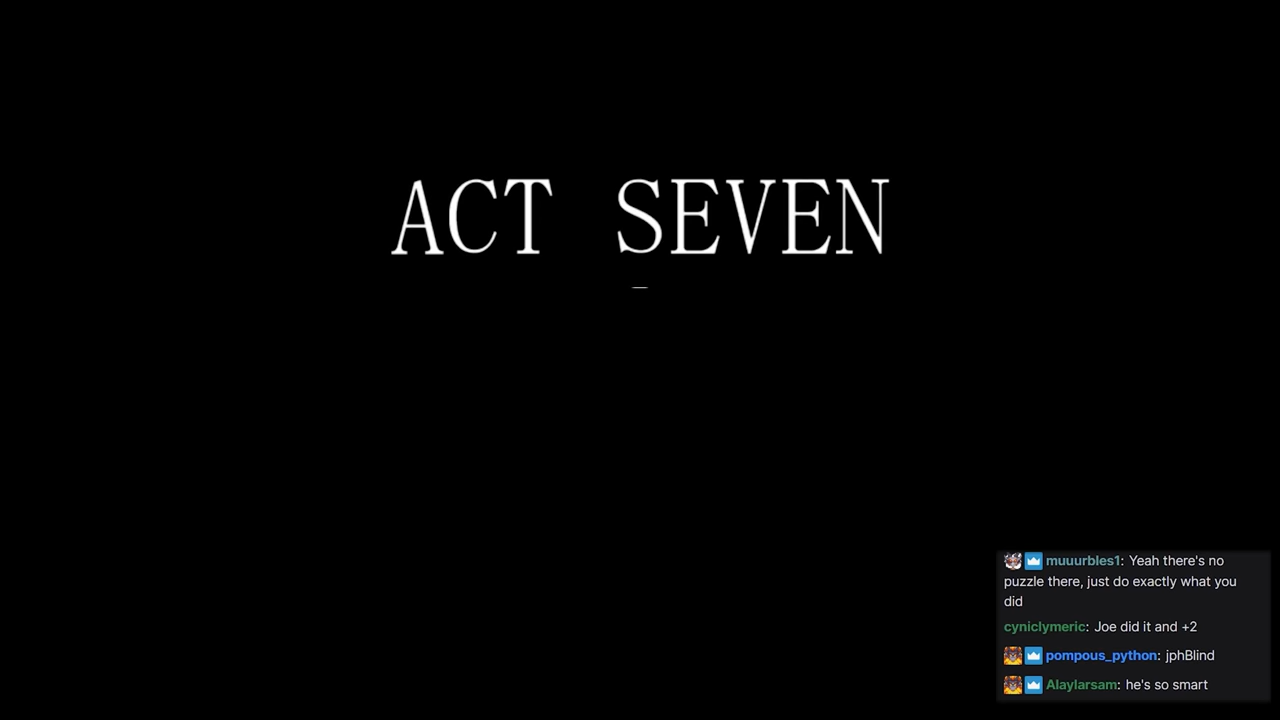 ACT SEVEN
muuurbles1: Yeah there's no
puzzle there, just do exactly what you
did
cyniclymeric: Joe did it and +2
pompous_python: jphBlind
Alaylarsam: he's so smart